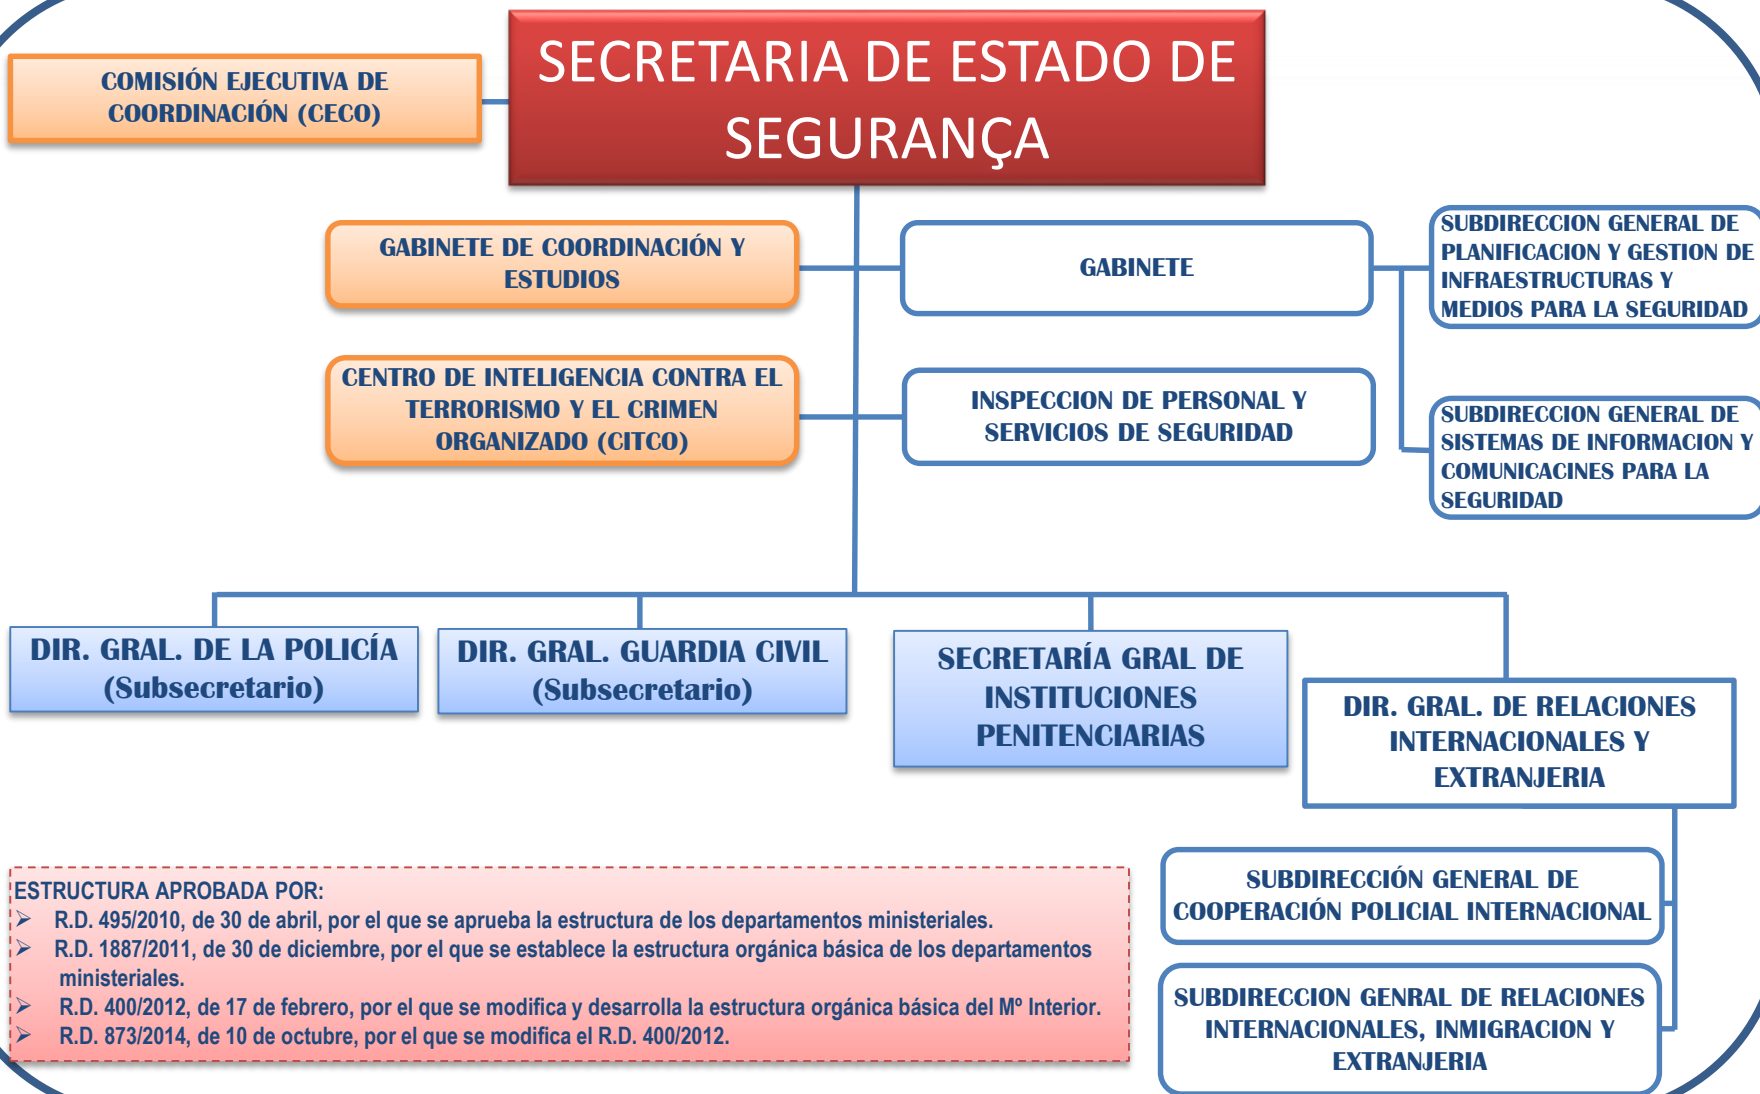 SECRETARIA DE ESTADO DE
SEGURANÇA
COMISIÓN EJECUTIVA DE
COORDINACIÓN (CECO)
GABINETE DE COORDINACIÓN Y
ESTUDIOS
GABINETE
SUBDIRECCION GENERAL DE
PLANIFICACION Y GESTION DE
INFRAESTRUCTURAS Y
MEDIOS PARA LA SEGURIDAD
CENTRO DE INTELIGENCIA CONTRA EL
TERRORISMO Y EL CRIMEN
ORGANIZADO (CITCO)
INSPECCION DE PERSONAL Y
SERVICIOS DE SEGURIDAD
SUBDIRECCION GENERAL DE
SISTEMAS DE INFORMACION Y
COMUNICACINES PARA LA
SEGURIDAD
DIR. GRAL. DE LA POLICÍA
(Subsecretario)
DIR. GRAL. GUARDIA CIVIL
(Subsecretario)
SECRETARÍA GRAL DE
INSTITUCIONES
PENITENCIARIAS
DIR. GRAL. DE RELACIONES
INTERNACIONALES Y
EXTRANJERIA
SUBDIRECCIÓN GENERAL DE
COOPERACIÓN POLICIAL INTERNACIONAL
SUBDIRECCION GENRAL DE RELACIONES
INTERNACIONALES, INMIGRACION Y
EXTRANJERIA
ESTRUCTURA APROBADA POR:
➢ R.D. 495/2010, de 30 de abril, por el que se aprueba la estructura de los departamentos ministeriales.
➢ R.D. 1887/2011, de 30 de diciembre, por el que se establece la estructura orgánica básica de los departamentos
ministeriales.
➢ R.D. 400/2012, de 17 de febrero, por el que se modifica y desarrolla la estructura orgánica básica del Mº Interior.
➢ R.D. 873/2014, de 10 de octubre, por el que se modifica el R.D. 400/2012.